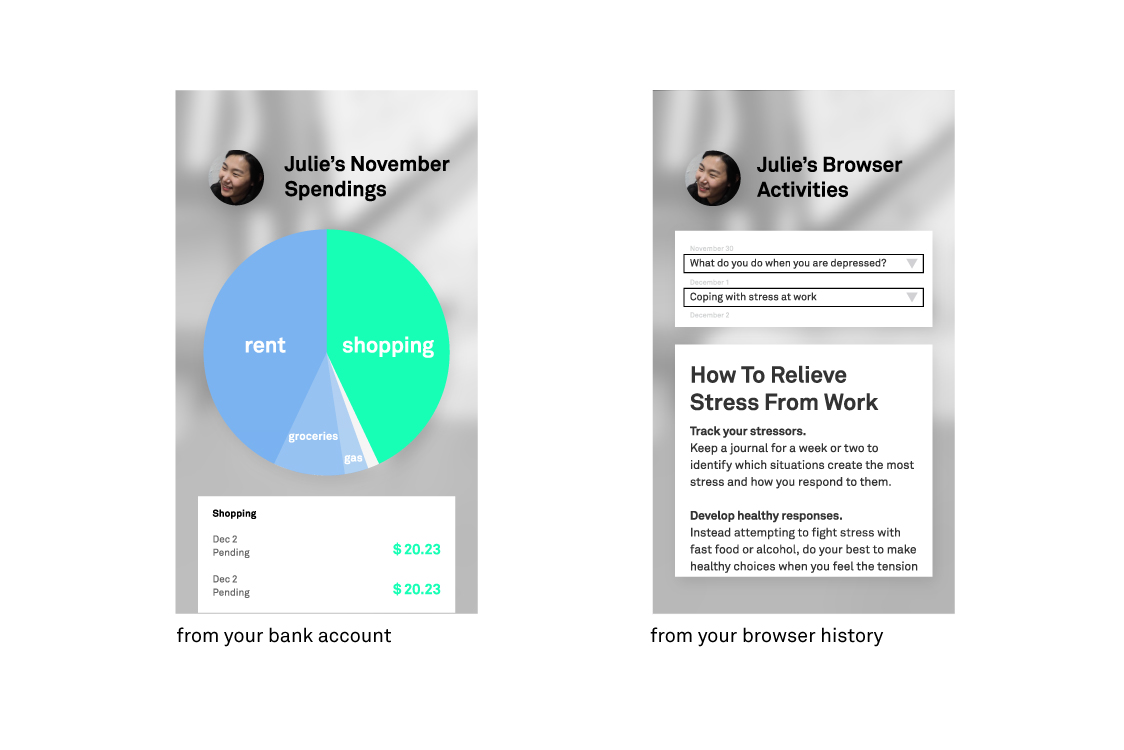 Julie's November
Spendings
rent
shopping
groceries
gas
Shopping
Dec 2
Pending
$ 20.23
Dec 2
Pending
$ 20.23
from your bank account
Julie's Browser
Activities
November 30
What do you do when you are depressed?
December 1
Coping with stress at work
December 2
How To Relieve
Stress From Work
Track your stressors.
Keep a journal for a week or two to
identify which situations create the most
stress and how you respond to them.
Develop healthy responses.
Instead attempting to fight stress with
fast food or alcohol, do your best to make
healthy choices when you feel the tension
from your browser history